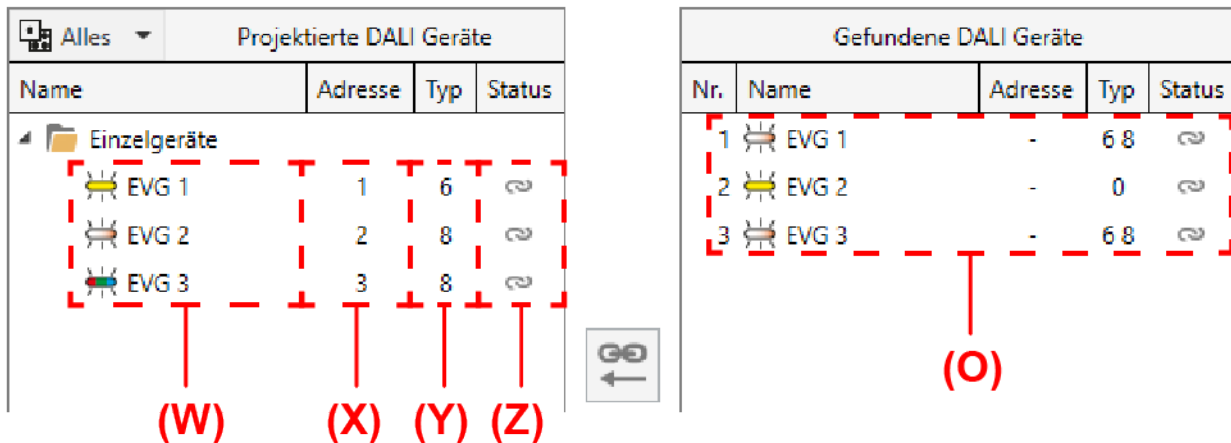 Alles Projektierte DALI Geräte
Name Adresse Typ Status
Einzelgeräte
EVG 1 1 6
EVG 2 2 8
EVG 3 3 8
(W) (X) (Y) (Z)
Gefundene DALI Geräte
Nr. Name Adresse Typ Status
1 EVG 1 - 6 8
2 EVG 2 - 0
3 EVG 3 - 6 8
(O)